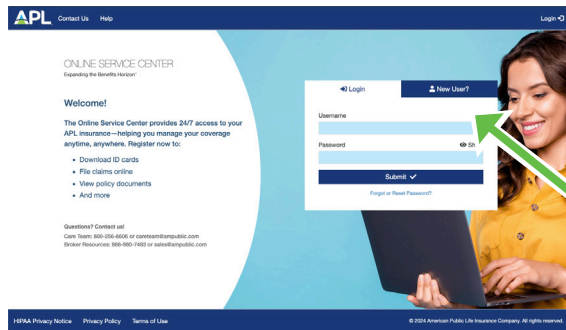 APL Contact Us Help Login
ONLINE SERVICE CENTER
Expanding the Benefits Horizon
Welcome!
The Online Service Center provides 24/7 access to your
APL insurance—helping you manage your coverage
anytime, anywhere. Register now to:
• Download ID cards
• File claims online
• View policy documents
• And more
Questions? Contact us!
Care Team: 800-256-8606 or careteam@ampublic.com
Broker Resources: 888-980-7483 or sales@ampublic.com
Login New User?
Username
Password
Submit
Forgot or Reset Password?
HIPAA Privacy Notice Privacy Policy Terms of Use © 2024 American Public Life Insurance Company. All rights reserved.